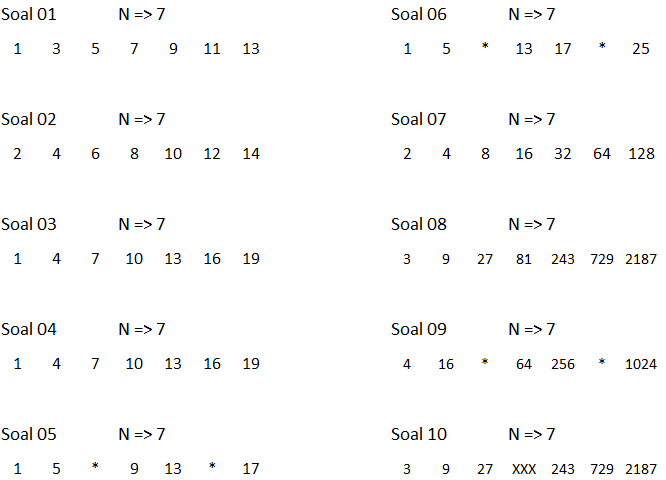 Soal 01 N => 7
1 3 5 7 9 11 13
Soal 02 N => 7
2 4 6 8 10 12 14
Soal 03 N => 7
1 4 7 10 13 16 19
Soal 04 N => 7
1 4 7 10 13 16 19
Soal 05 N => 7
1 5 * 9 13 * 17
Soal 06 N => 7
1 5 * 13 17 * 25
Soal 07 N => 7
2 4 8 16 32 64 128
Soal 08 N => 7
3 9 27 81 243 729 2187
Soal 09 N => 7
4 16 * 64 256 * 1024
Soal 10 N => 7
3 9 27 XXX 243 729 2187